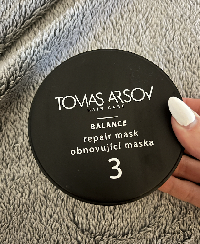 TOMAS ARSOV
HAIR CARE
BALANCE
repair mask
obnovující maska
3